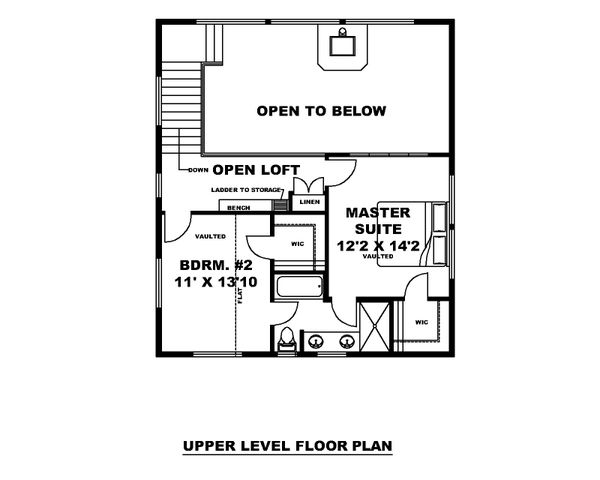 OPEN TO BELOW
DOWN
OPEN LOFT
LADDER TO STORAGE
LINEN
BENCH
MASTER
SUITE
12'2 X 14'2
VAULTED
VAULTED
WIC
BDRM. #2
11' X 13'10
FLAT
WIC
UPPER LEVEL FLOOR PLAN